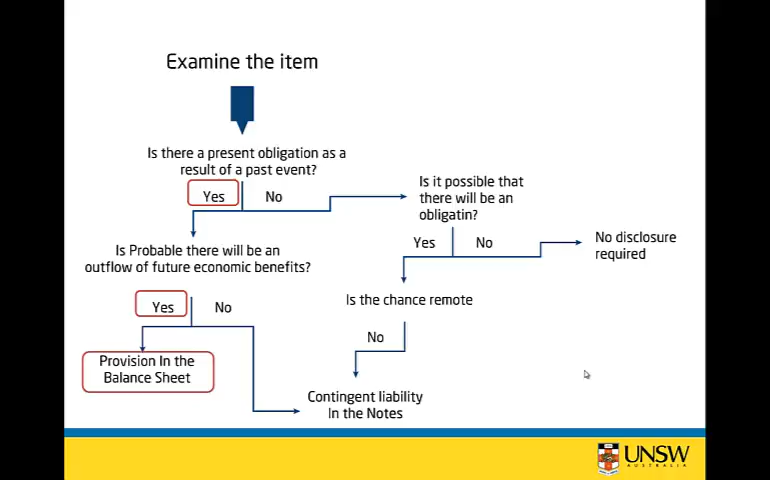 Examine the item
Is there a present obligation as a
result of a past event?
Yes
No
Is it possible that
there will be an
obligatin?
Yes
No
No disclosure
required
Is Probable there will be an
outflow of future economic benefits?
Yes
No
Is the chance remote
No
Provision In the
Balance Sheet
Contingent liability
In the Notes
UNSW
AUSTRALIA